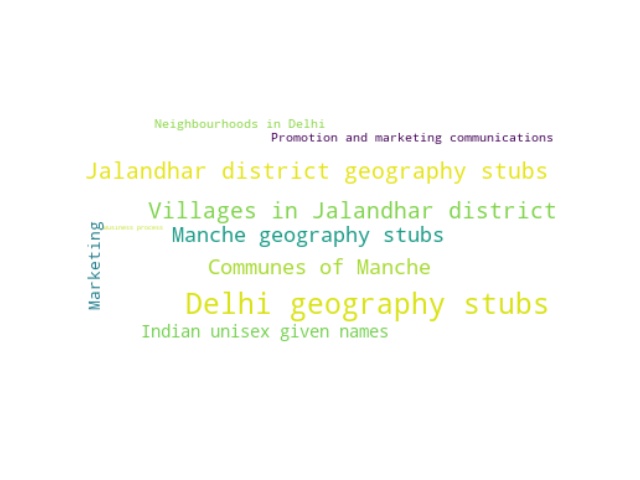 Neighbourhoods in Delhi
Promotion and marketing communications
Jalandhar district geography stubs
Villages in Jalandhar district
business process
Manche geography stubs
Marketing
Communes of Manche
Delhi geography stubs
Indian unisex given names